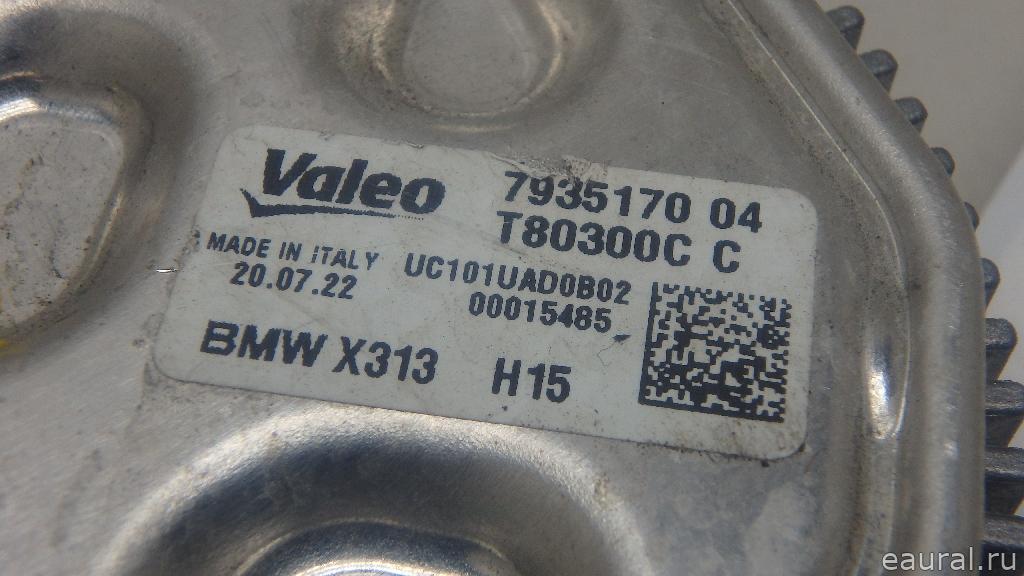 Valeo
7935170 04
T80300C C
MADE IN ITALY
20.07.22
UC101UAD0B02
00015485
BMW X313
H15
eaural.ru